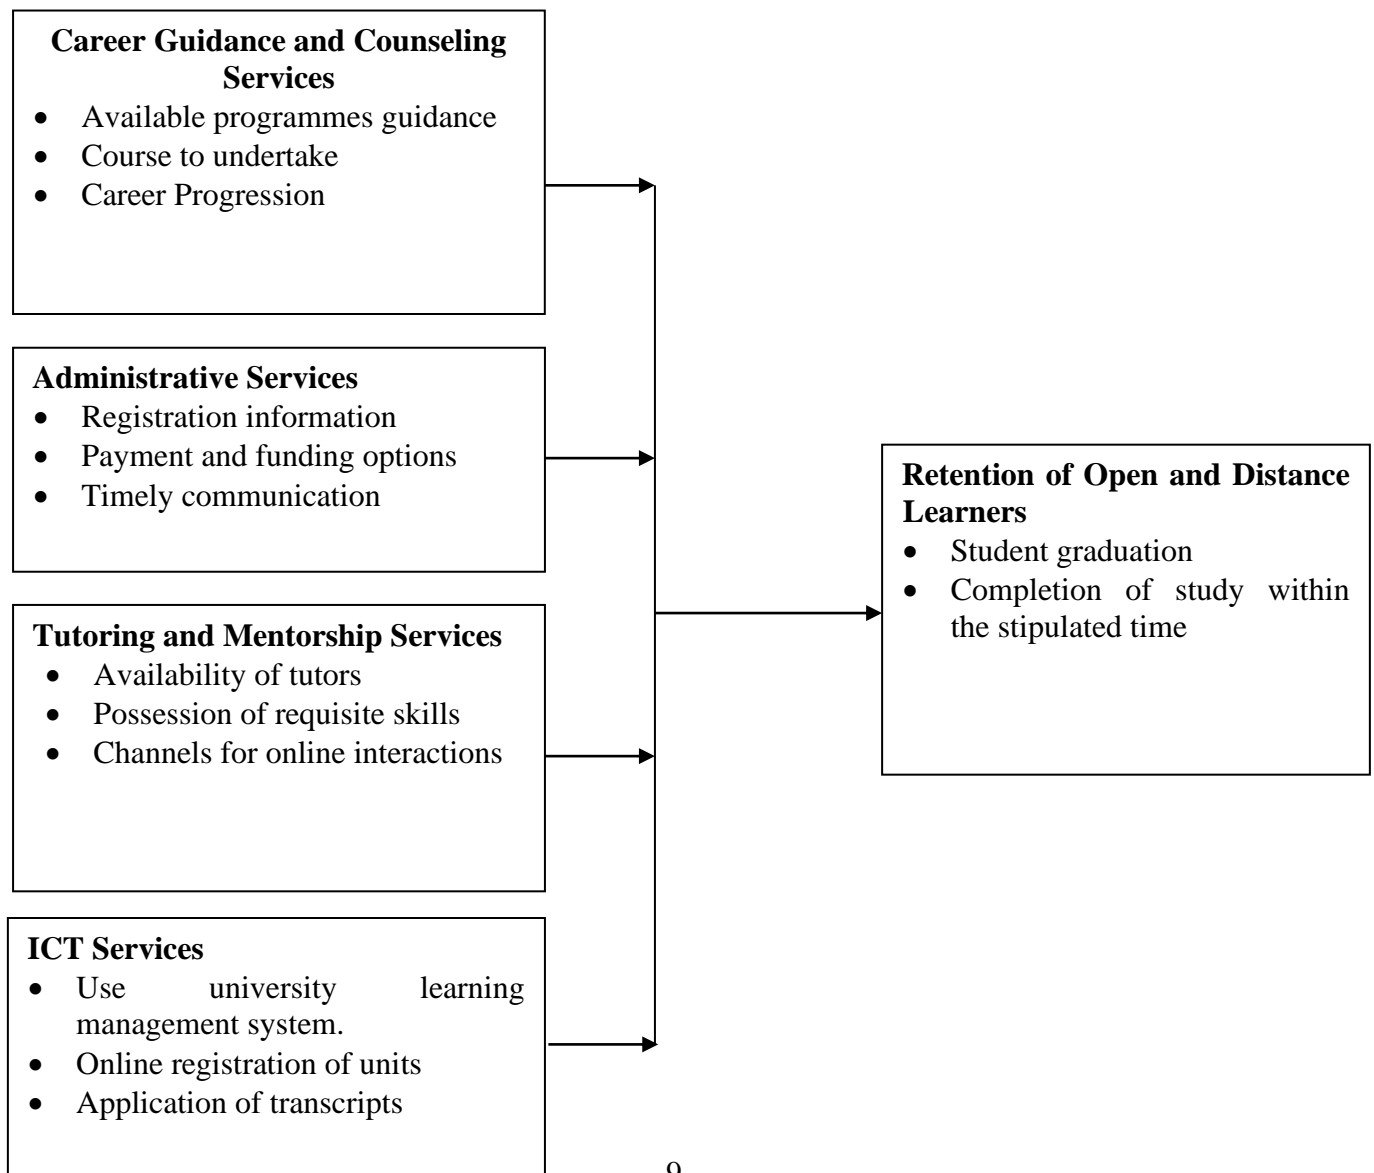 Career Guidance and Counseling
Services
• Available programmes guidance
• Course to undertake
• Career Progression
Administrative Services
• Registration information
• Payment and funding options
• Timely communication
Tutoring and Mentorship Services
• Availability of tutors
• Possession of requisite skills
• Channels for online interactions
ICT Services
• Use university learning
management system.
• Online registration of units
• Application of transcripts
Retention of Open and Distance
Learners
• Student graduation
• Completion of study within
the stipulated time
9